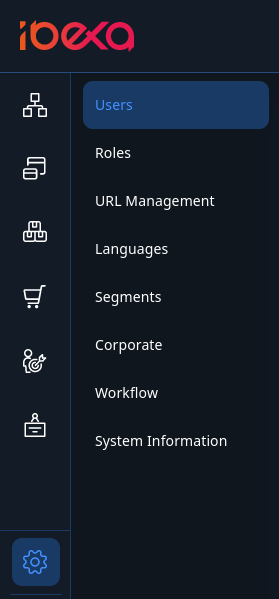 ibexa
Users
Roles
URL Management
Languages
Segments
Corporate
Workflow
System Information